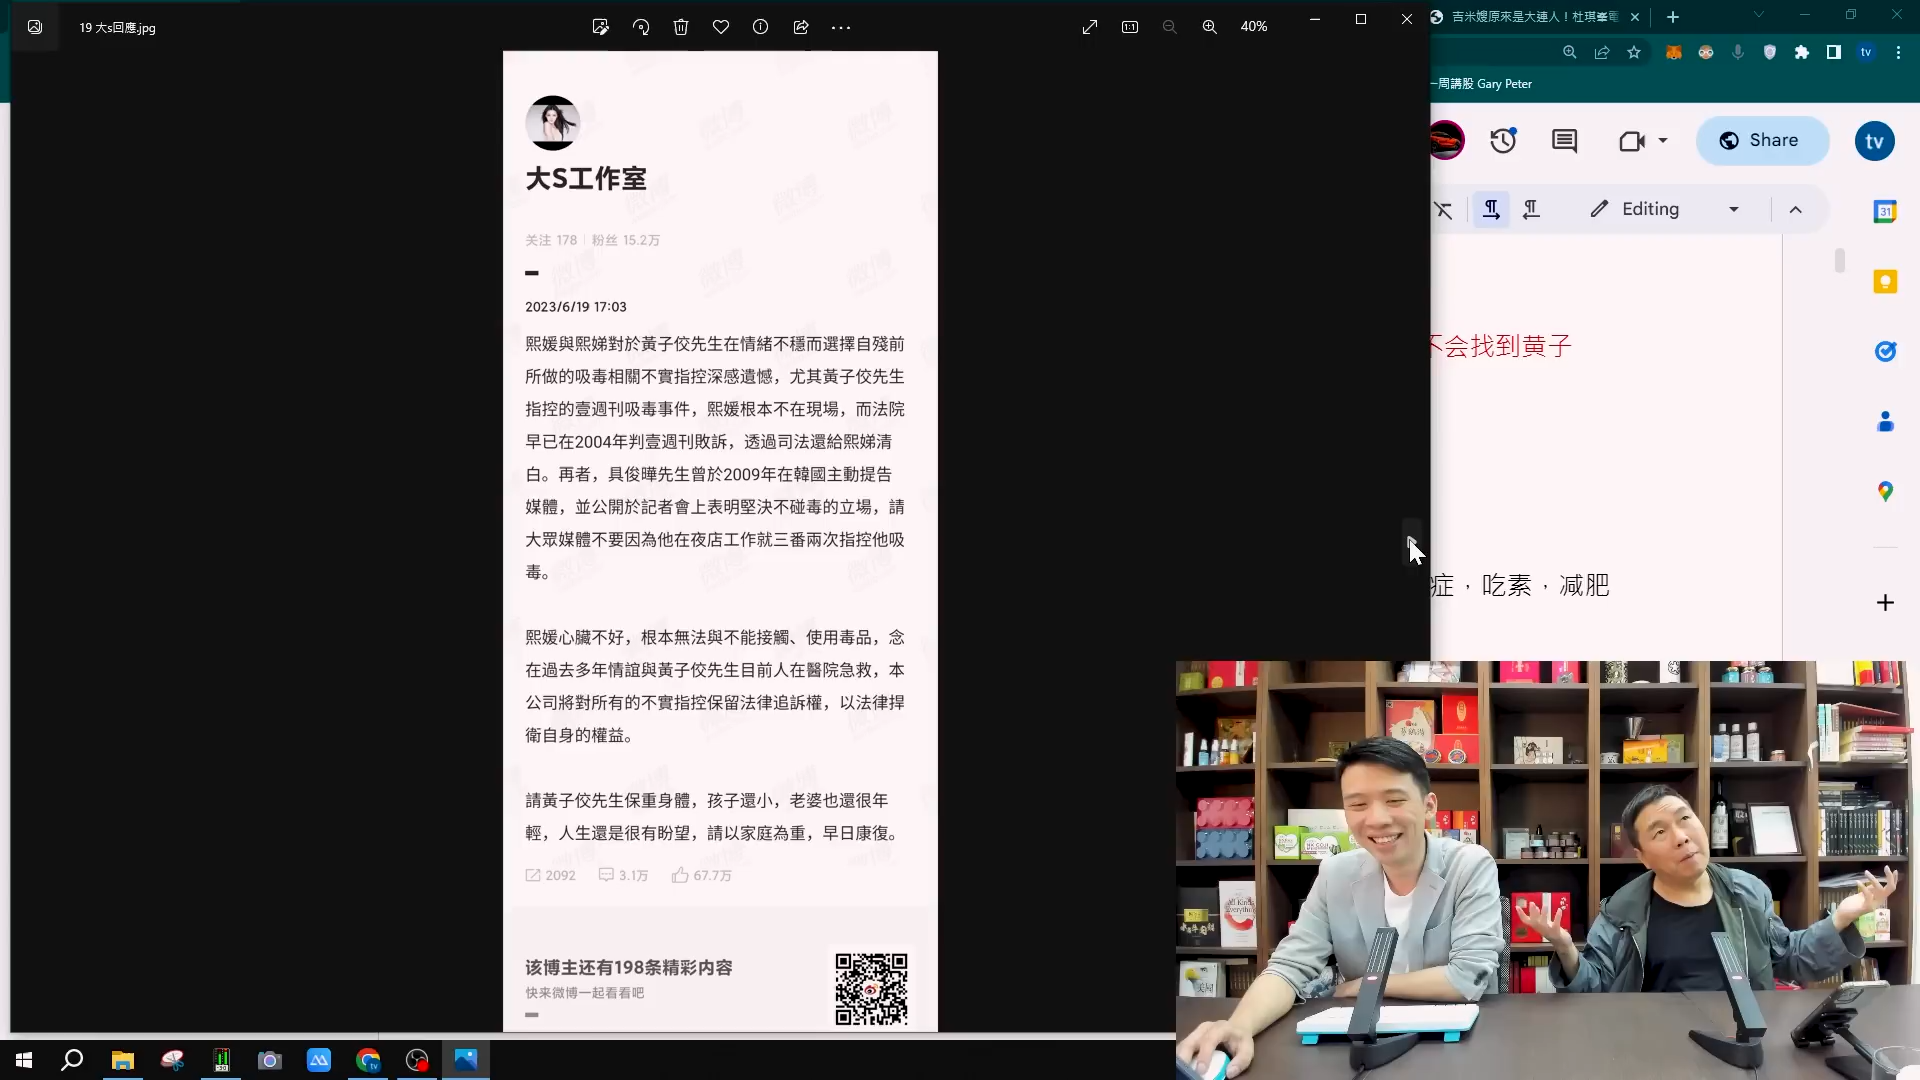 19 大s回應.jpg
40%
吉米嫂原來是大連人！杜琪峯電
一周講股 Gary Peter
tv
Share
tv
Editing
31
不会找到黄子
症，吃素，减肥
大S工作室
关注 178 | 粉丝 15.2万
2023/6/19 17:03
熙媛與熙娣對於黃子佼先生在情緒不穩而選擇自殘前
所做的吸毒相關不實指控深感遺憾，尤其黃子佼先生
指控的壹週刊吸毒事件，熙媛根本不在現場，而法院
早已在2004年判壹週刊敗訴，透過司法還給熙娣清
白。再者，具俊曄先生曾於2009年在韓國主動提告
媒體，並公開於記者會上表明堅決不碰毒的立場，請
大眾媒體不要因為他在夜店工作就三番兩次指控他吸
毒。
熙媛心臟不好，根本無法與不能接觸、使用毒品，念
在過去多年情誼與黃子佼先生目前人在醫院急救，本
公司將對所有的不實指控保留法律追訴權，以法律捍
衛自身的權益。
請黃子佼先生保重身體，孩子還小，老婆也還很年
輕，人生還是很有盼望，請以家庭為重，早日康復。
2092 3.1万 67.7万
该博主还有198条精彩内容
快来微博一起看看吧